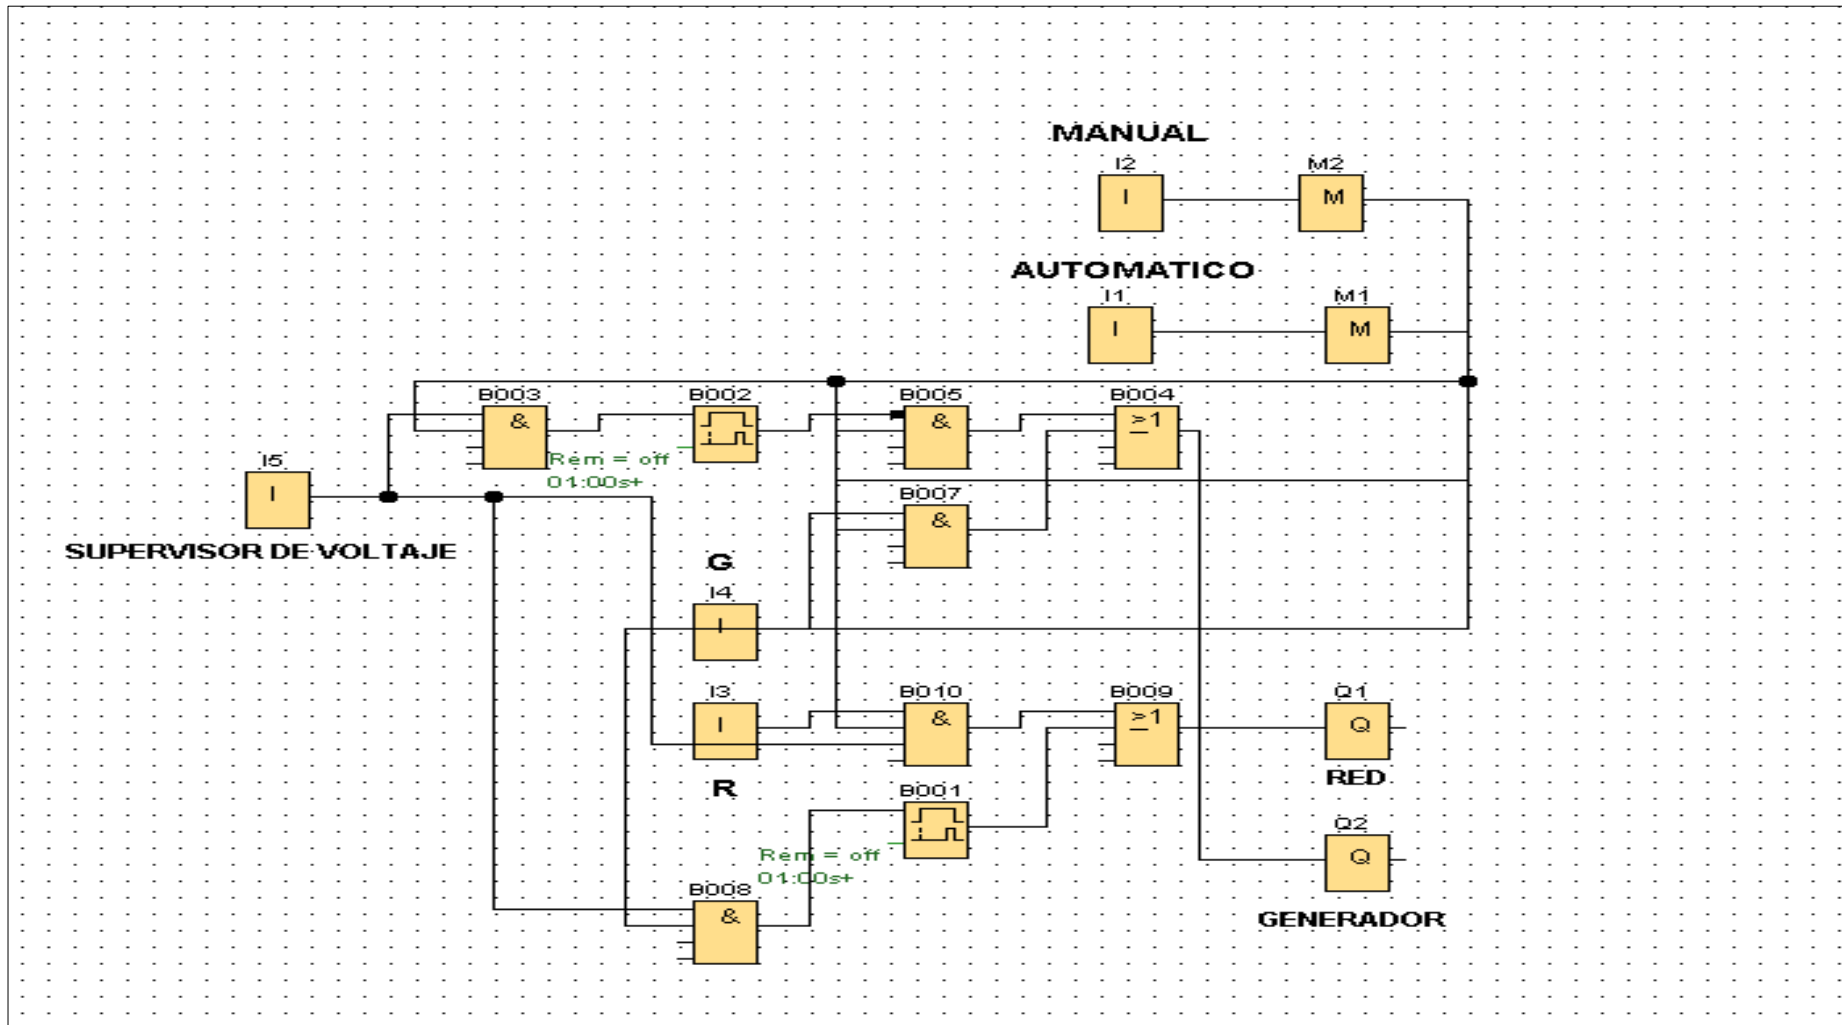 MANUAL
I2
M2
I
M
AUTOMATICO
I1
M1
I
M
B003
B002
B005
B004
&
&
>1
Rem = off
01:00s+
I5
I
SUPERVISOR DE VOLTAJE
B007
&
G
I4
I
I3
B010
B009
Q1
I
&
>1
Q
R
RED
B001
Rem = off
01:00s+
Q2
Q
B008
&
GENERADOR